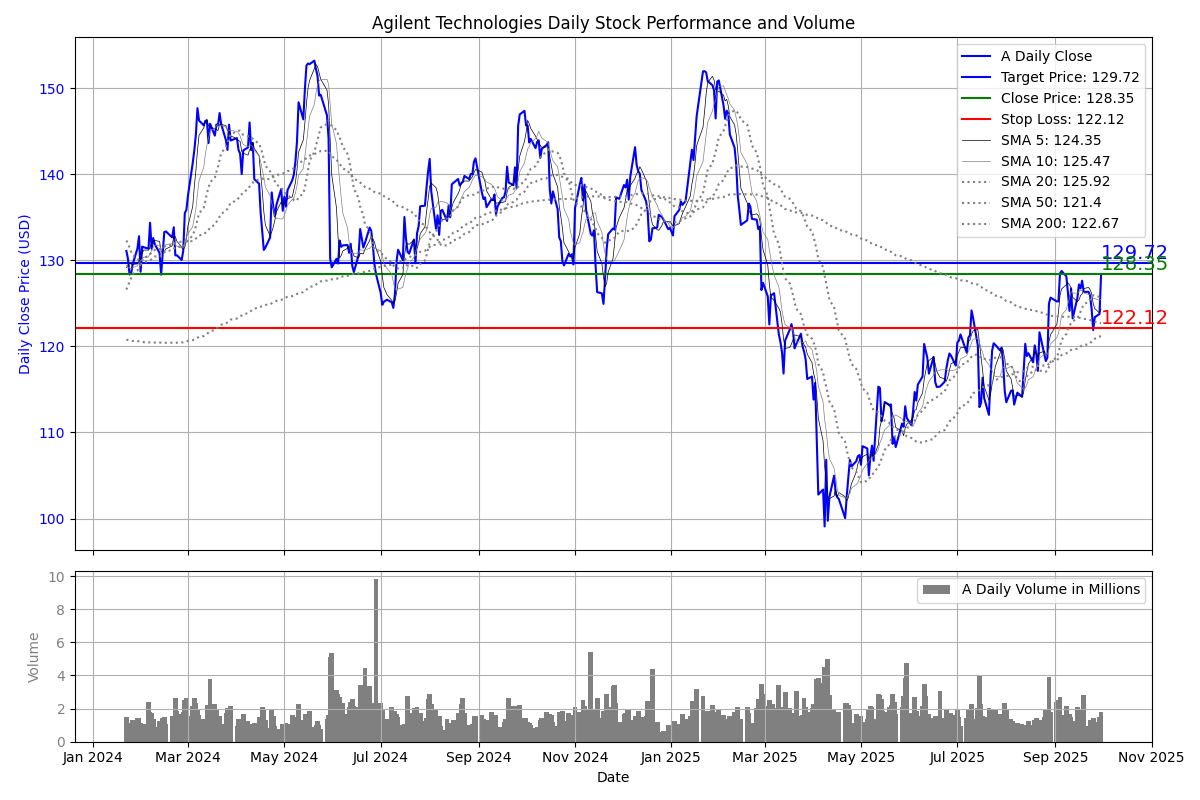 Agilent Technologies Daily Stock Performance and Volume
Daily Close Price (USD)
150
140
130
120
110
100
A Daily Close
Target Price: 129.72
Close Price: 128.35
Stop Loss: 122.12
SMA 5: 124.35
SMA 10: 125.47
SMA 20: 125.92
SMA 50: 121.4
SMA 200: 122.67
129.72
128.35
122.12
Volume
10
8
6
4
2
0
A Daily Volume in Millions
Jan 2024 Mar 2024 May 2024 Jul 2024 Sep 2024 Nov 2024 Jan 2025 Mar 2025 May 2025 Jul 2025 Sep 2025 Nov 2025
Date